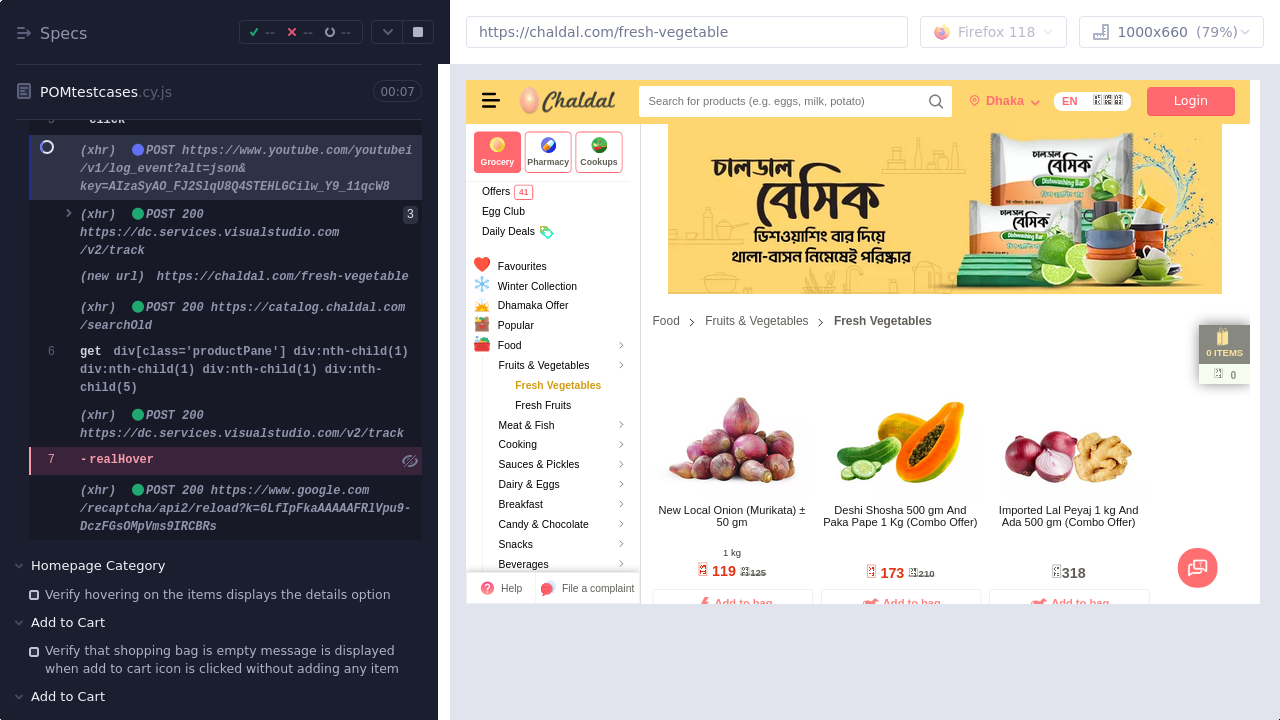 Specs
--
--
--
https://chaldal.com/fresh-vegetable
Firefox 118
1000x660 (79%)
POMtestcases.cy.js
00:07
click
(xhr) POST https://www.youtube.com/youtubei
/v1/log_event?alt=json&
key=AIzaSyAO_FJ2SlqU8Q4STEHLGCilw_Y9_11qcW8
(xhr) POST 200
3
https://dc.services.visualstudio.com
/v2/track
(new url) https://chaldal.com/fresh-vegetable
(xhr) POST 200 https://catalog.chaldal.com
/searchOld
6 get div[class='productPane'] div:nth-child(1)
div:nth-child(1) div:nth-child(1) div:nth-
child(5)
(xhr) POST 200
https://dc.services.visualstudio.com/v2/track
7 -realHover
(xhr) POST 200 https://www.google.com
/recaptcha/api2/reload?k=6LfIpFkaAAAAAFRlVpu9-
DczFGsOMpVms9IRCBRs
Homepage Category
Verify hovering on the items displays the details option
Add to Cart
Verify that shopping bag is empty message is displayed
when add to cart icon is clicked without adding any item
Add to Cart
Chaldal
Search for products (e.g. eggs, milk, potato)
Dhaka
EN
Login
Grocery
Pharmacy
Cookups
Offers 41
Egg Club
Daily Deals
Favourites
Winter Collection
Dhamaka Offer
Popular
Food
Fruits & Vegetables
Fresh Vegetables
Fresh Fruits
Meat & Fish
Cooking
Sauces & Pickles
Dairy & Eggs
Breakfast
Candy & Chocolate
Snacks
Beverages
Help
File a complaint
চালডাল
বেসিক
ডিশওয়াশিং বার দিয়ে
থালা-বাসন নিমেষেই পরিষ্কার
চালডাল
বেসিক
Dishwashing Bar
চালডাল
বেসিক
Dishwashing Bar
Food > Fruits & Vegetables > Fresh Vegetables
0 ITEMS
0
New Local Onion (Murikata) ±
50 gm
1 kg
119 125
Add to bag
Deshi Shosha 500 gm And
Paka Pape 1 Kg (Combo Offer)
173 210
Add to bag
Imported Lal Peyaj 1 kg And
Ada 500 gm (Combo Offer)
318
Add to bag